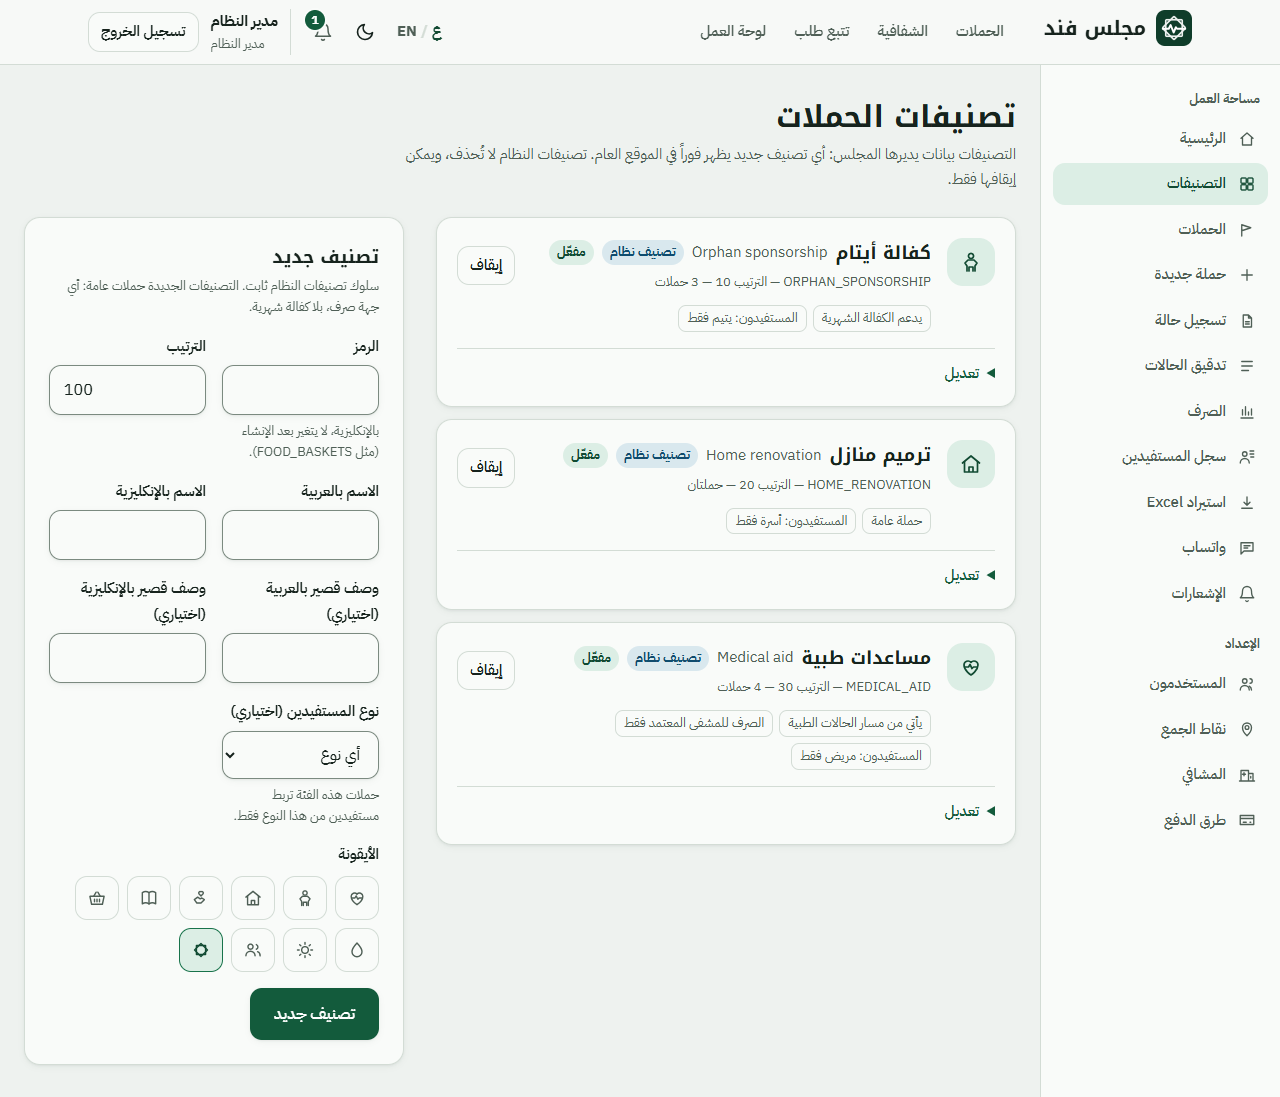 مجلس فند
الحملات
الشفافية
تتبع طلب
لوحة العمل
ع / EN
1
مدير النظام
مدير النظام
تسجيل الخروج
مساحة العمل
الرئيسية
التصنيفات
الحملات
حملة جديدة
تسجيل حالة
تدقيق الحالات
الصرف
سجل المستفيدين
استيراد Excel
واتساب
الإشعارات
الإعداد
المستخدمون
نقاط الجمع
المشافي
طرق الدفع
تصنيفات الحملات
التصنيفات بيانات يديرها المجلس: أي تصنيف جديد يظهر فوراً في الموقع العام. تصنيفات النظام لا تُحذف، ويمكن
إيقافها فقط.
كفالة أيتام Orphan sponsorship تصنيف نظام مفعّل
ORPHAN_SPONSORSHIP — الترتيب 10 — 3 حملات
يدعم الكفالة الشهرية
المستفيدون: يتيم فقط
إيقاف
تعديل
ترميم منازل Home renovation تصنيف نظام مفعّل
HOME_RENOVATION — الترتيب 20 — حملتان
حملة عامة
المستفيدون: أسرة فقط
إيقاف
تعديل
مساعدات طبية Medical aid تصنيف نظام مفعّل
MEDICAL_AID — الترتيب 30 — 4 حملات
يأتي من مسار الحالات الطبية
الصرف للمشفى المعتمد فقط
المستفيدون: مريض فقط
إيقاف
تعديل
تصنيف جديد
سلوك تصنيفات النظام ثابت. التصنيفات الجديدة حملات عامة: أي
جهة صرف، بلا كفالة شهرية.
الرمز
بالإنكليزية، لا يتغير بعد الإنشاء
(مثل FOOD_BASKETS).
الترتيب
100
الاسم بالعربية
الاسم بالإنكليزية
وصف قصير بالعربية
(اختياري)
وصف قصير بالإنكليزية
(اختياري)
نوع المستفيدين (اختياري)
أي نوع
حملات هذه الفئة تربط
مستفيدين من هذا النوع فقط.
الأيقونة
تصنيف جديد